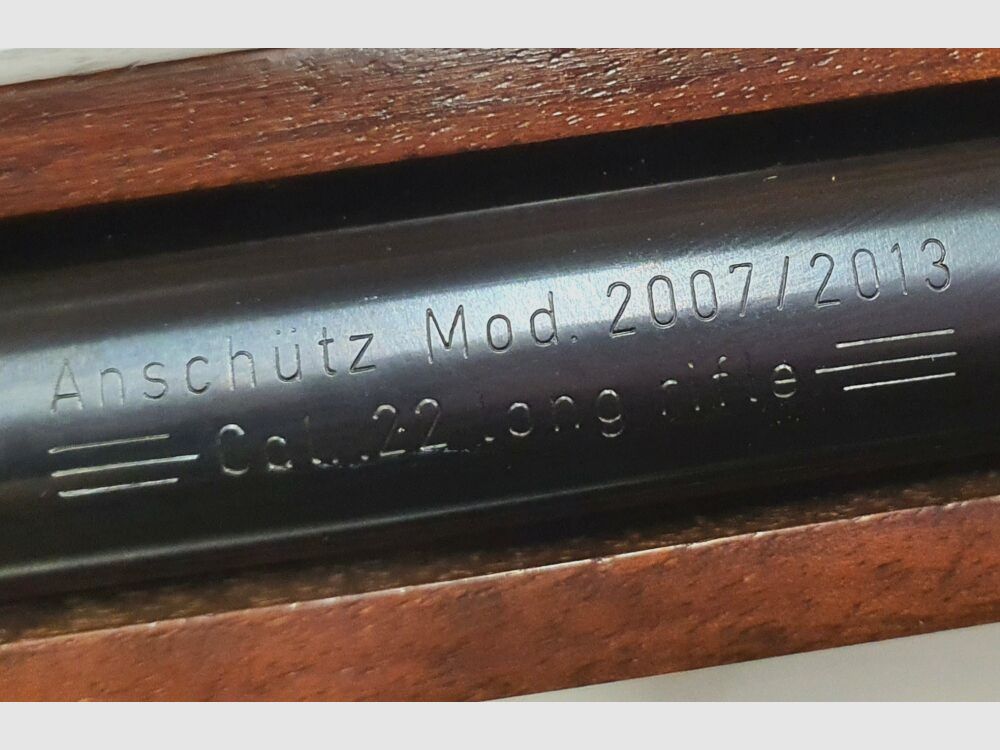 Anschütz Mod. 2007/2013
Cal. .22 long rifle